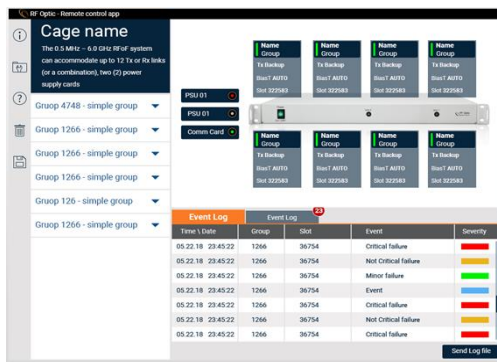 RF Optic - Remote control app
Cage name
The 0.5 MHz – 6.0 GHz RFoF system
can accommodate up to 12 Tx or Rx links
(or a combination), two (2) power
supply cards
Gruop 4748 - simple group
Gruop 1266 - simple group
Gruop 1266 - simple group
Gruop 1266 - simple group
Gruop 126 - simple group
Gruop 1266 - simple group
PSU 01
PSU 01
Comm Card
Name
Group
Tx Backup
BiasT AUTO
Slot 322583
Name
Group
Tx Backup
BiasT AUTO
Slot 322583
Name
Group
Tx Backup
BiasT AUTO
Slot 322583
Name
Group
Tx Backup
BiasT AUTO
Slot 322583
Name
Group
Tx Backup
BiasT AUTO
Slot 322583
Name
Group
Tx Backup
BiasT AUTO
Slot 322583
Name
Group
Tx Backup
BiasT AUTO
Slot 322583
Name
Group
Tx Backup
BiasT AUTO
Slot 322583
Event Log Event Log 23
Time \ Date Group Slot Event Severity
05.22.18 23:45:22 1266 36754 Critical failure
05.22.18 23:45:22 1266 36754 Not Critical failure
05.22.18 23:45:22 1266 36754 Minor failure
05.22.18 23:45:22 1266 36754 Event
05.22.18 23:45:22 1266 36754 Critical failure
05.22.18 23:45:22 1266 36754 Not Critical failure
05.22.18 23:45:22 1266 36754 Critical failure
Send Log file